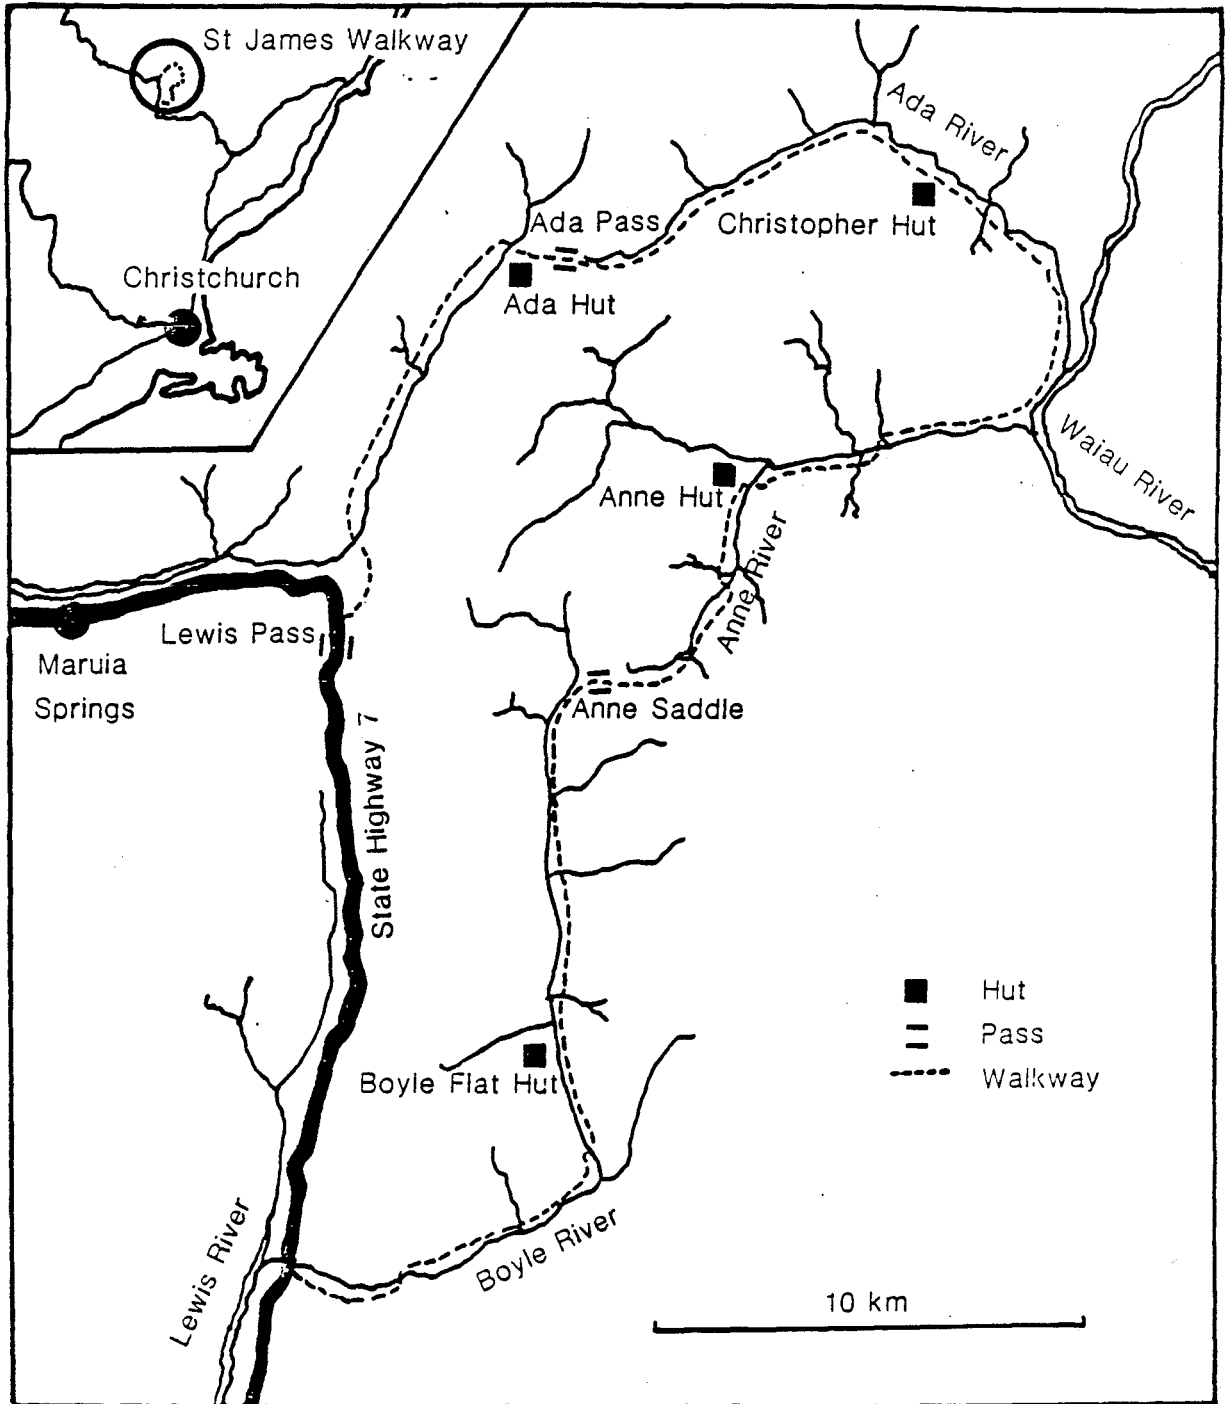 St James Walkway
Christchurch
Ada River
Ada Pass
Christopher Hut
Ada Hut
Waiau River
Anne Hut
Anne River
Lewis Pass
Maruia
Springs
Anne Saddle
State Highway 7
Hut
Pass
Walkway
Boyle Flat Hut
Lewis River
Boyle River
10 km